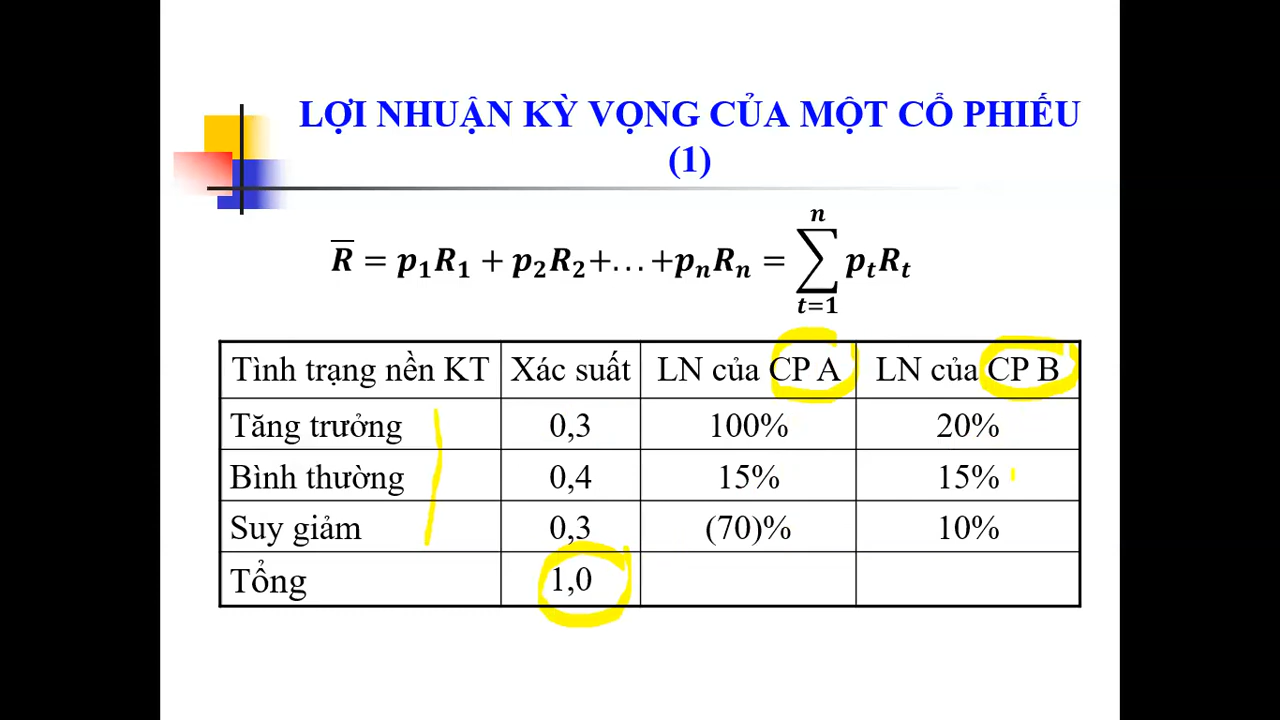 LỢI NHUẬN KỲ VỌNG CỦA MỘT CỔ PHIẾU
(1)
R̅ = p₁R₁ + p₂R₂+…+pₙRₙ = ∑ₜ₌₁ⁿ pₜRₜ
Tình trạng nền KT Xác suất LN của CP A LN của CP B
Tăng trưởng 0,3 100% 20%
Bình thường 0,4 15% 15%
Suy giảm 0,3 (70)% 10%
Tổng 1,0